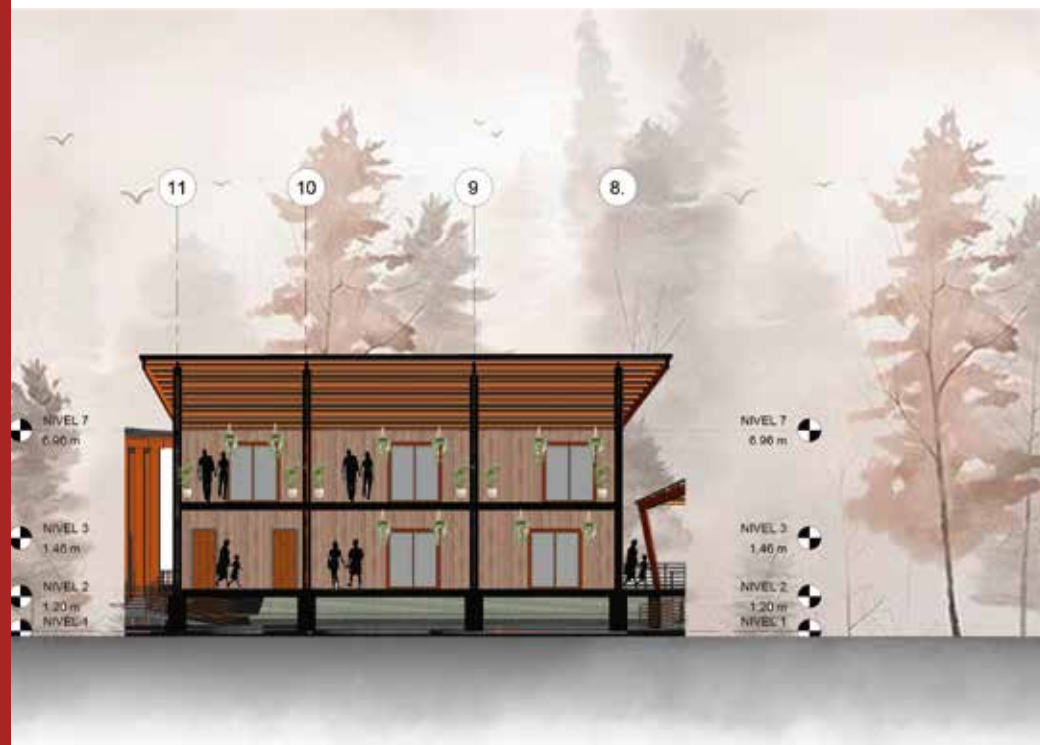 11
10
9
8.
NIVEL 7
6.96 m
NIVEL 3
1.46 m
NIVEL 2
1.20 m
NIVEL 1
NIVEL 7
6.96 m
NIVEL 3
1.46 m
NIVEL 2
1.20 m
NIVEL 1